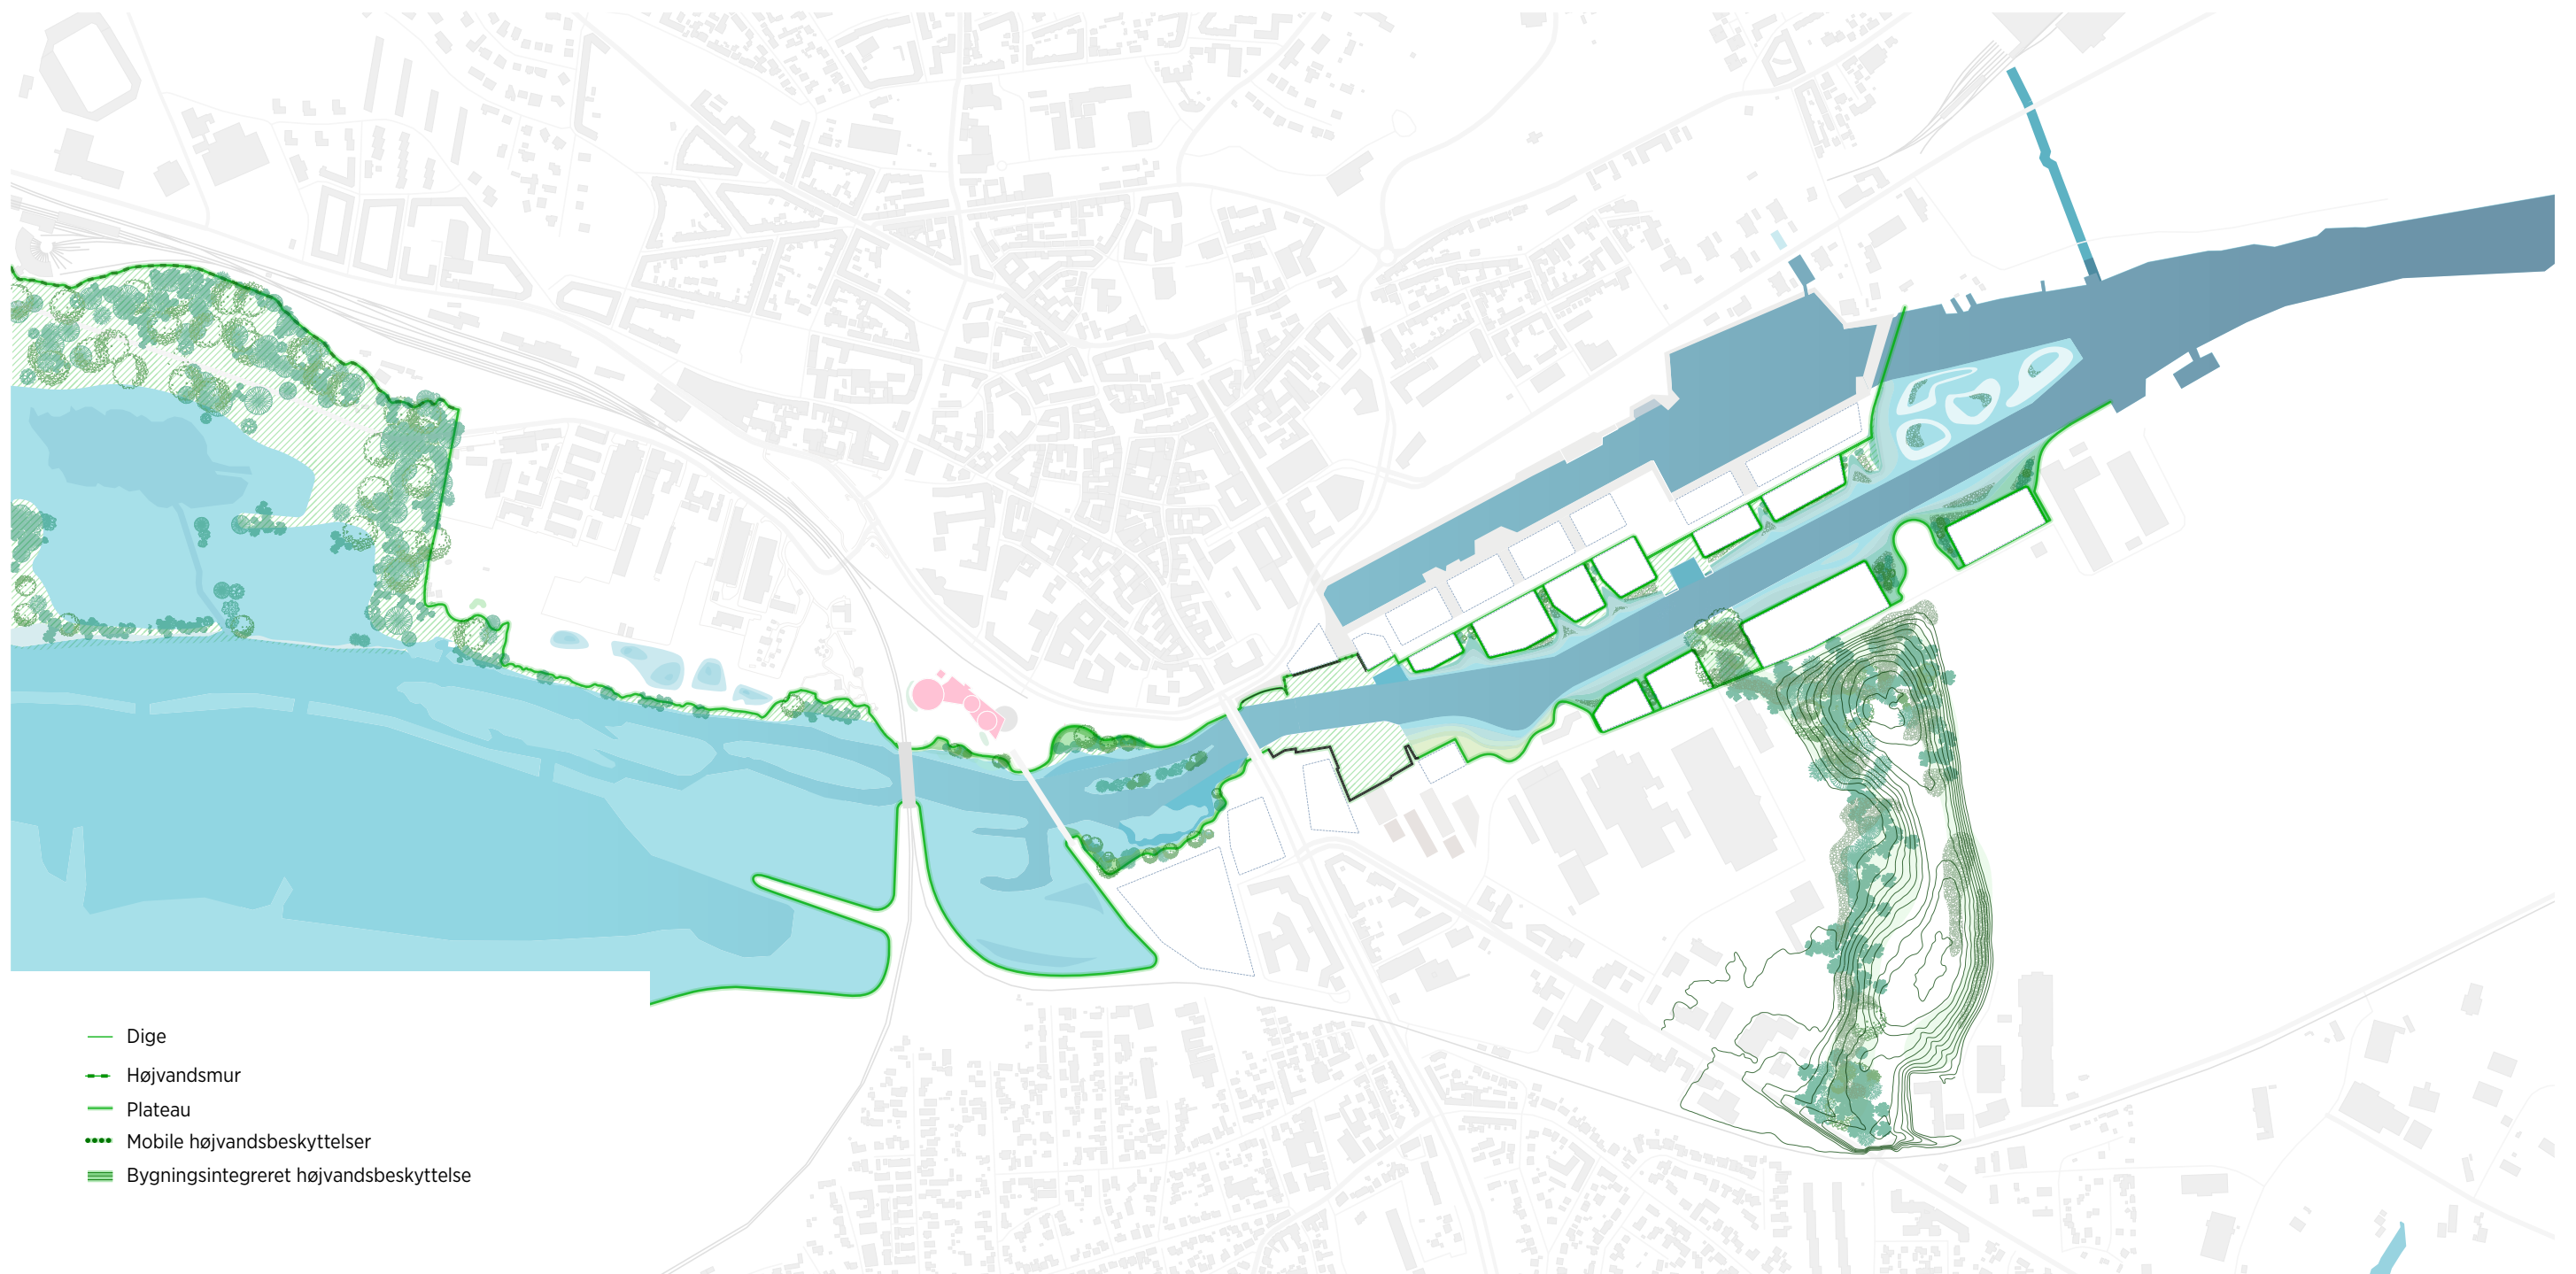 Dige
Højvandsmur
Plateau
Mobile højvandsbeskyttelser
Bygningsintegreret højvandsbeskyttelse